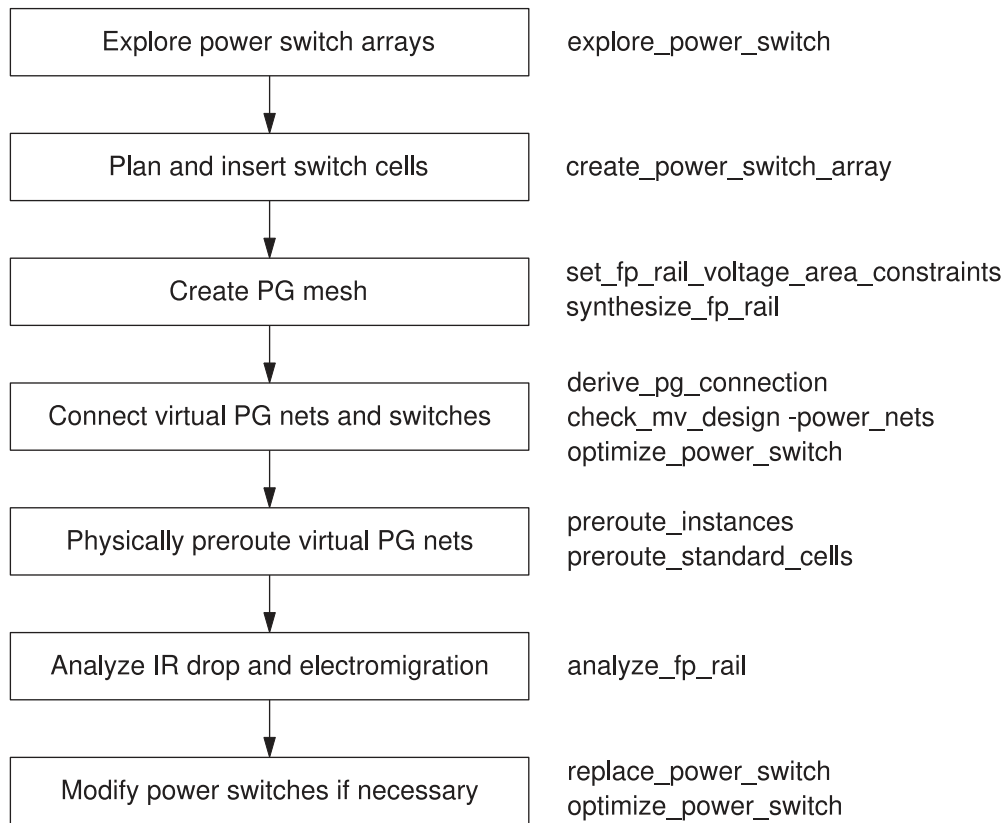 Explore power switch arrays
explore_power_switch
Plan and insert switch cells
create_power_switch_array
Create PG mesh
set_fp_rail_voltage_area_constraints
synthesize_fp_rail
Connect virtual PG nets and switches
derive_pg_connection
check_mv_design -power_nets
optimize_power_switch
Physically preroute virtual PG nets
preroute_instances
preroute_standard_cells
Analyze IR drop and electromigration
analyze_fp_rail
Modify power switches if necessary
replace_power_switch
optimize_power_switch